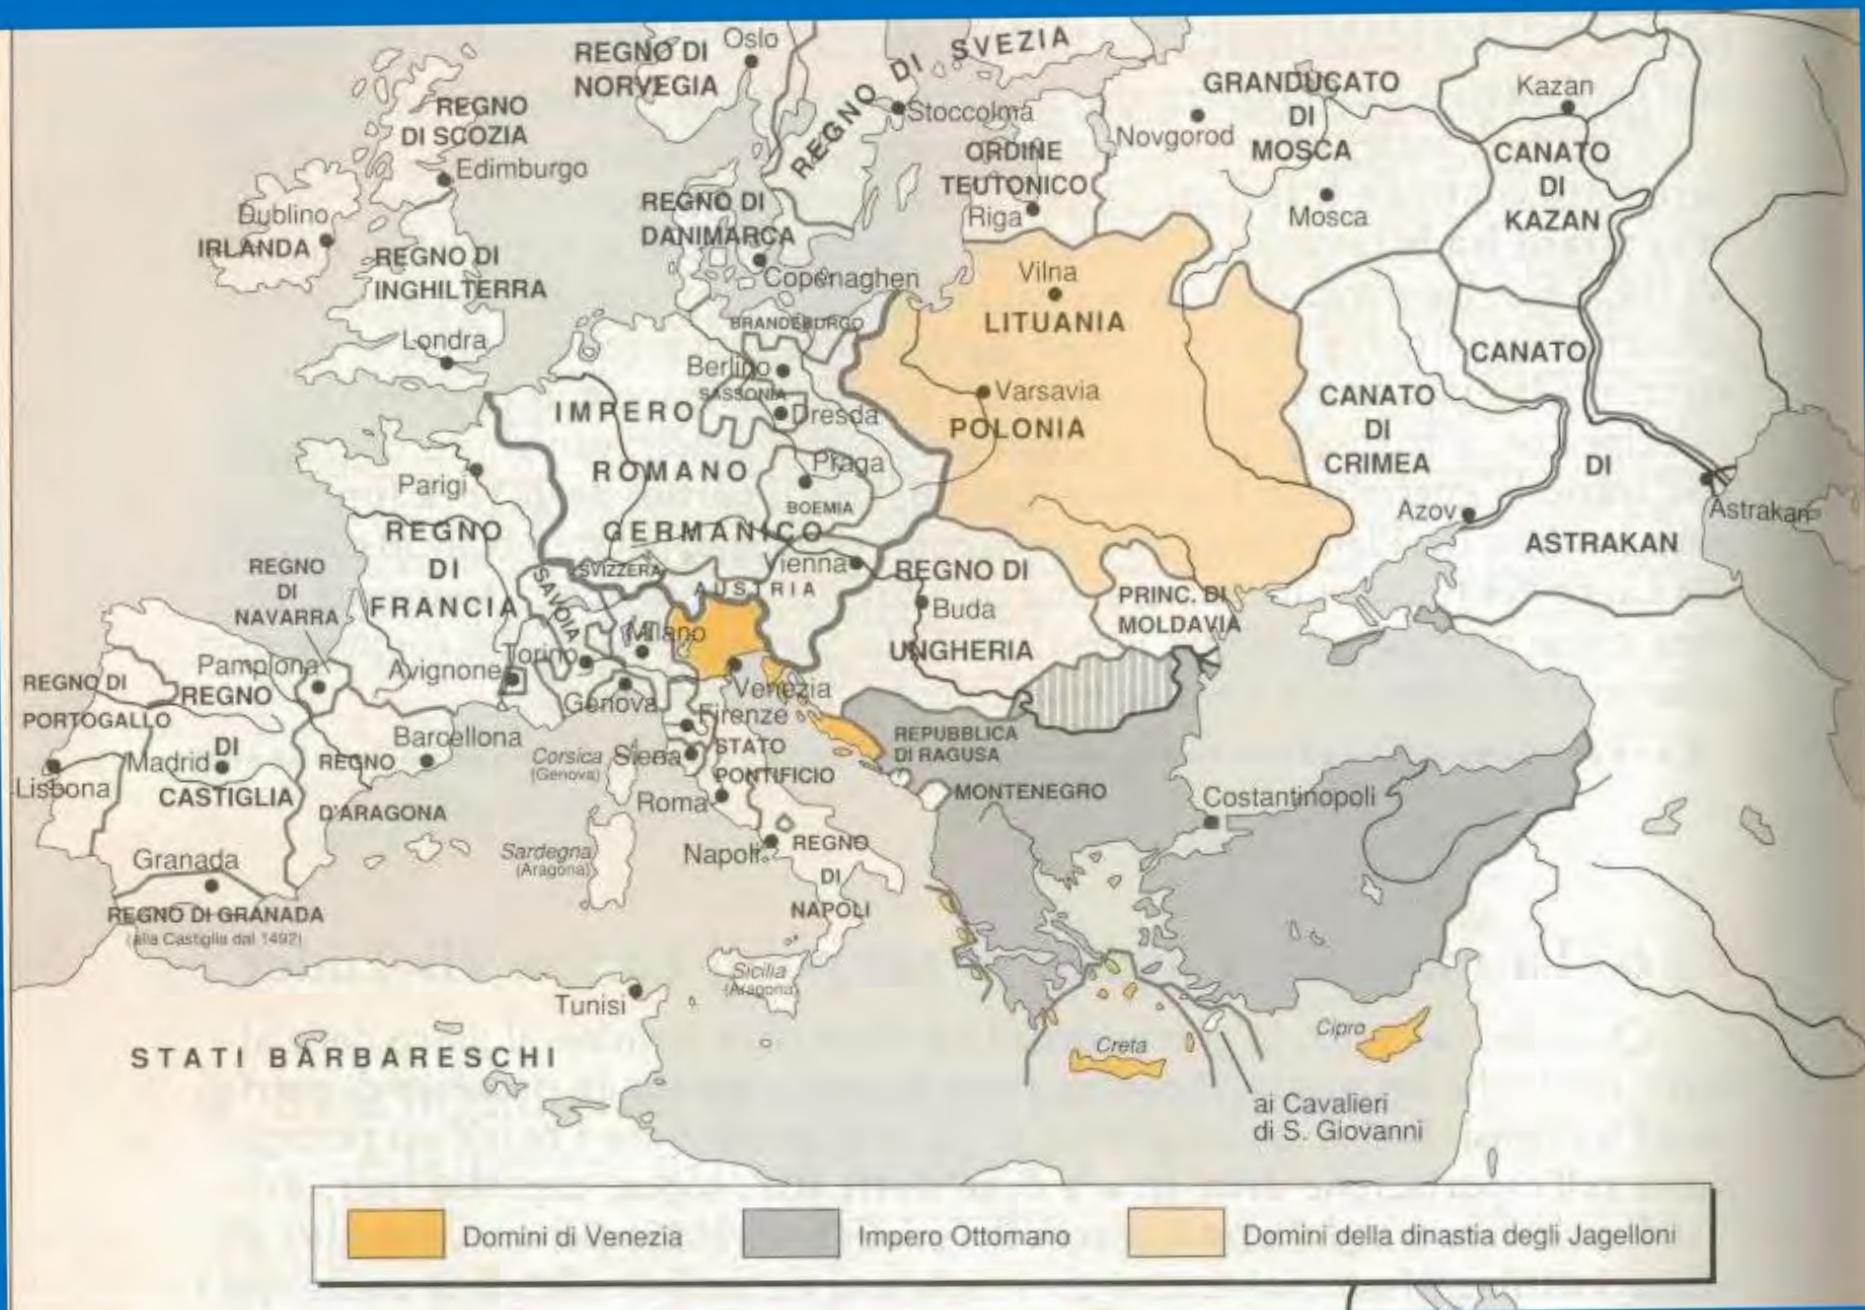 REGNO DI
NORVEGIA
Oslo
REGNO DI SVEZIA
Stoccolma
REGNO
DI SCOZIA
Edimburgo
Dublino
IRLANDA
REGNO DI
INGHILTERRA
Londra
REGNO DI
DANIMARCA
Copenaghen
ORDINE
TEUTONICO
Riga
Novgorod
GRANDUCATO
DI
MOSCA
Mosca
Kazan
CANATO
DI
KAZAN
Vilna
LITUANIA
Varsavia
POLONIA
BRANDEBURGO
Berlino
SASSONIA
Dresda
IMPERO
ROMANO
GERMANICO
Praga
BOEMIA
CANATO
DI
CRIMEA
Azov
CANATO
DI
ASTRAKAN
Astrakan
Parigi
REGNO
DI
FRANCIA
SVIZZERA
Vienna
AUSTRIA
SAVOIA
REGNO DI
Buda
UNGHERIA
PRINC. DI
MOLDAVIA
REGNO
DI
NAVARRA
Pamplona
Avignone
Torino
Milano
Genova
Venezia
Firenze
Siena
STATO
PONTIFICIO
Roma
REGNO DI
PORTOGALLO
Lisbona
REGNO
DI
CASTIGLIA
Madrid
REGNO
D'ARAGONA
Barcellona
Granada
REGNO DI GRANADA
(alla Castiglia dal 1492)
Corsica
(Genova)
Sardegna
(Aragona)
Napoli
REGNO
DI
NAPOLI
Sicilia
(Aragona)
REPUBBLICA
DI RAGUSA
MONTENEGRO
Costantinopoli
Tunisi
STATI BARBARESCHI
Creta
Cipro
ai Cavalieri
di S. Giovanni
Domini di Venezia
Impero Ottomano
Domini della dinastia degli Jagelloni